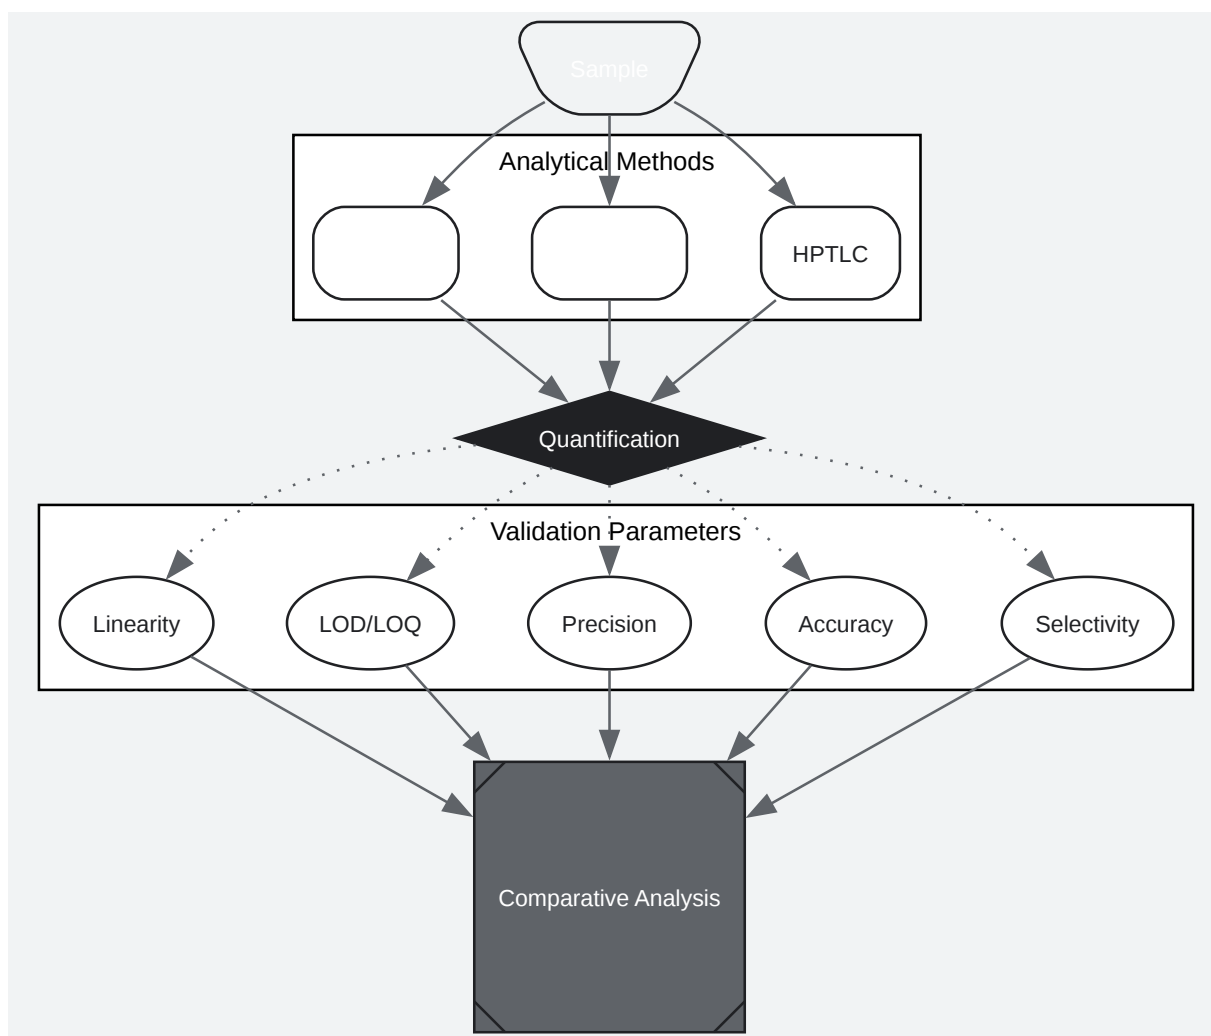 Sample
Analytical Methods
HPTLC
Quantification
Validation Parameters
Linearity
LOD/LOQ
Precision
Accuracy
Selectivity
Comparative Analysis